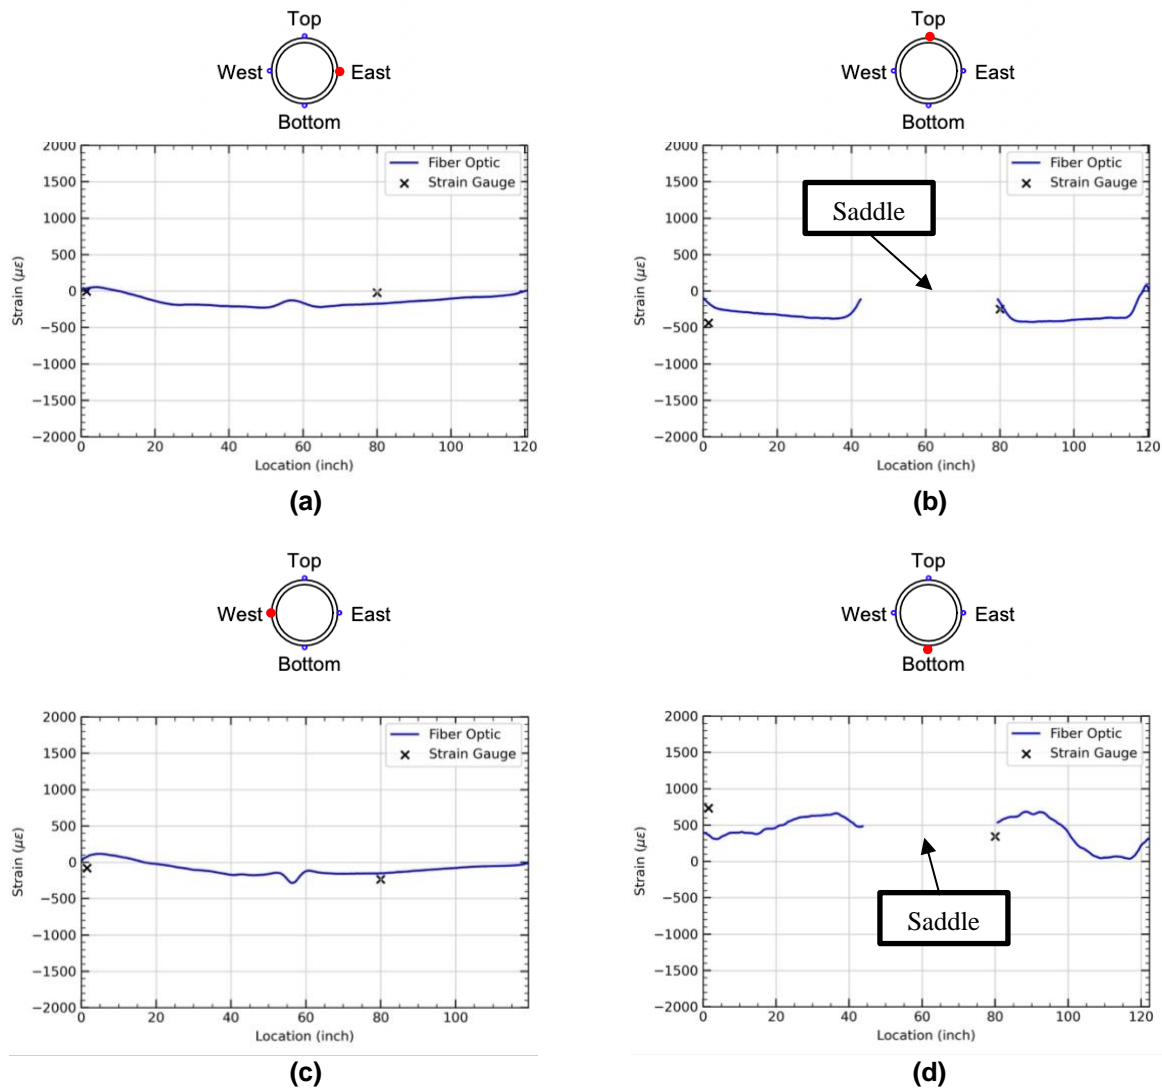 Top
West East
Bottom
2000
1500
1000
500
0
−500
−1000
−1500
−2000
Strain (με)
Fiber Optic
Strain Gauge
0 20 40 60 80 100 120
Location (inch)
(a)
Top
West East
Bottom
2000
1500
1000
500
0
−500
−1000
−1500
−2000
Strain (με)
Fiber Optic
Strain Gauge
Saddle
0 20 40 60 80 100 120
Location (inch)
(b)
Top
West East
Bottom
2000
1500
1000
500
0
−500
−1000
−1500
−2000
Strain (με)
Fiber Optic
Strain Gauge
0 20 40 60 80 100
Location (inch)
(c)
Top
West East
Bottom
2000
1500
1000
500
0
−500
−1000
−1500
−2000
Strain (με)
Fiber Optic
Strain Gauge
Saddle
0 20 40 60 80 100 120
Location (inch)
(d)